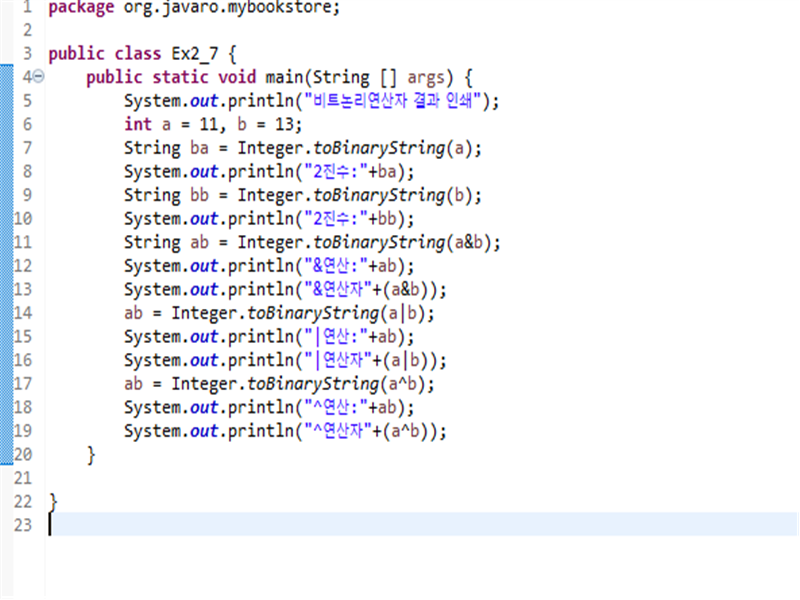 1 package org.javaro.mybookstore;
2
3 public class Ex2_7 {
4 public static void main(String [] args) {
5 System.out.println("비트논리연산자 결과 인쇄");
6 int a = 11, b = 13;
7 String ba = Integer.toBinaryString(a);
8 System.out.println("2진수:"+ba);
9 String bb = Integer.toBinaryString(b);
10 System.out.println("2진수:"+bb);
11 String ab = Integer.toBinaryString(a&b);
12 System.out.println("&연산:"+ab);
13 System.out.println("&연산자"+(a&b));
14 ab = Integer.toBinaryString(a|b);
15 System.out.println("|연산:"+ab);
16 System.out.println("|연산자"+(a|b));
17 ab = Integer.toBinaryString(a^b);
18 System.out.println("^연산:"+ab);
19 System.out.println("^연산자"+(a^b));
20 }
21
22 }
23